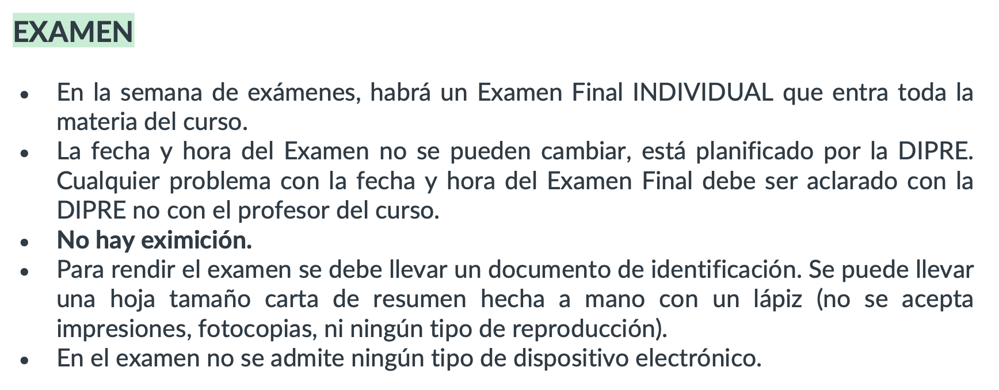 EXAMEN
• En la semana de exámenes, habrá un Examen Final INDIVIDUAL que entra toda la
materia del curso.
• La fecha y hora del Examen no se pueden cambiar, está planificado por la DIPRE.
Cualquier problema con la fecha y hora del Examen Final debe ser aclarado con la
DIPRE no con el profesor del curso.
• No hay eximición.
• Para rendir el examen se debe llevar un documento de identificación. Se puede llevar
una hoja tamaño carta de resumen hecha a mano con un lápiz (no se acepta
impresiones, fotocopias, ni ningún tipo de reproducción).
• En el examen no se admite ningún tipo de dispositivo electrónico.